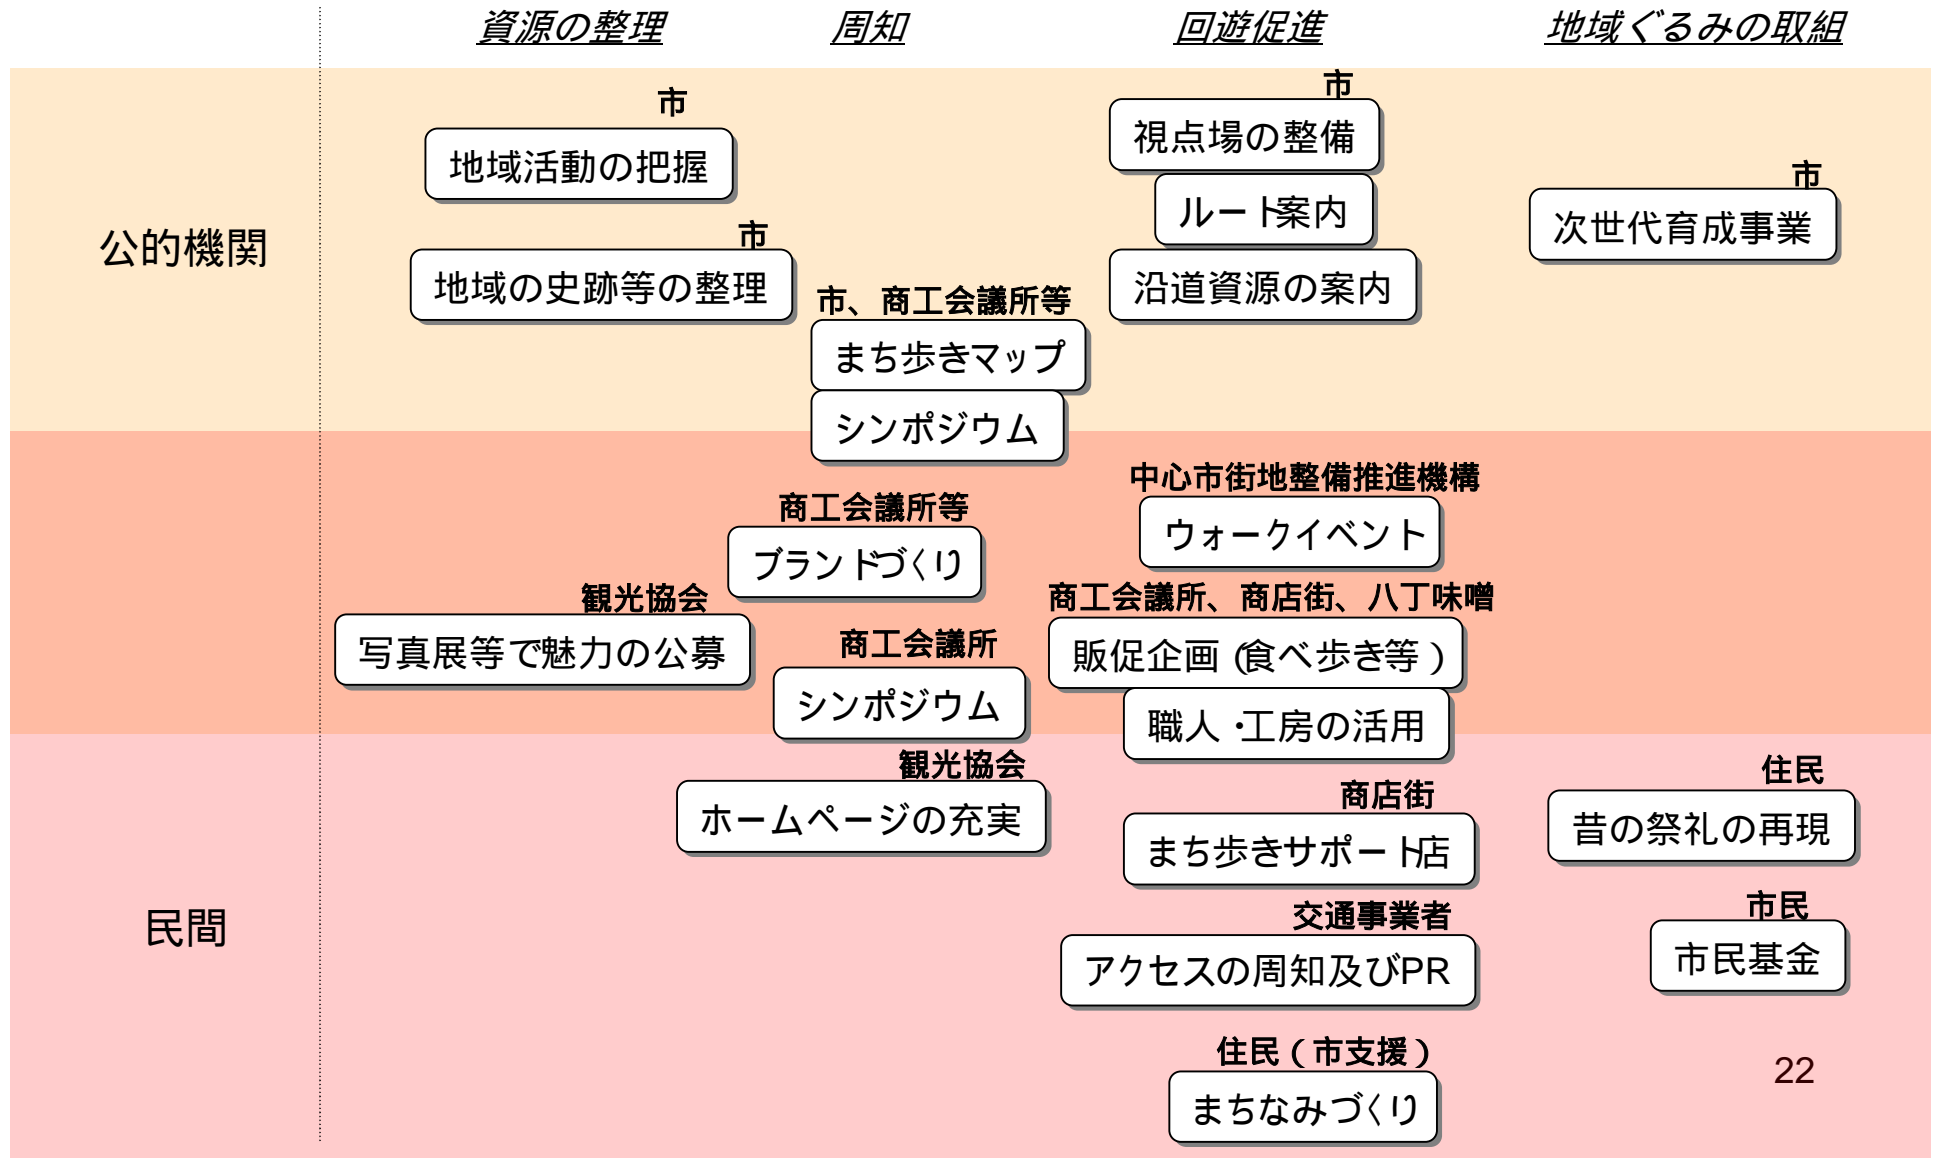 資源の整理
周知
回遊促進
地域ぐるみの取組
公的機関
市
地域活動の把握
市
地域の史跡等の整理
市、商工会議所等
まち歩きマップ
シンポジウム
市
視点場の整備
ルート案内
沿道資源の案内
市
次世代育成事業
商工会議所等
ブランドづくり
観光協会
写真展等で魅力の公募
商工会議所
シンポジウム
中心市街地整備推進機構
ウォークイベント
商工会議所、商店街、八丁味噌
販促企画(食べ歩き等)
職人・工房の活用
民間
観光協会
ホームページの充実
商店街
まち歩きサポート店
交通事業者
アクセスの周知及びPR
住民(市支援)
まちなみづくり
住民
昔の祭礼の再現
市民
市民基金
22